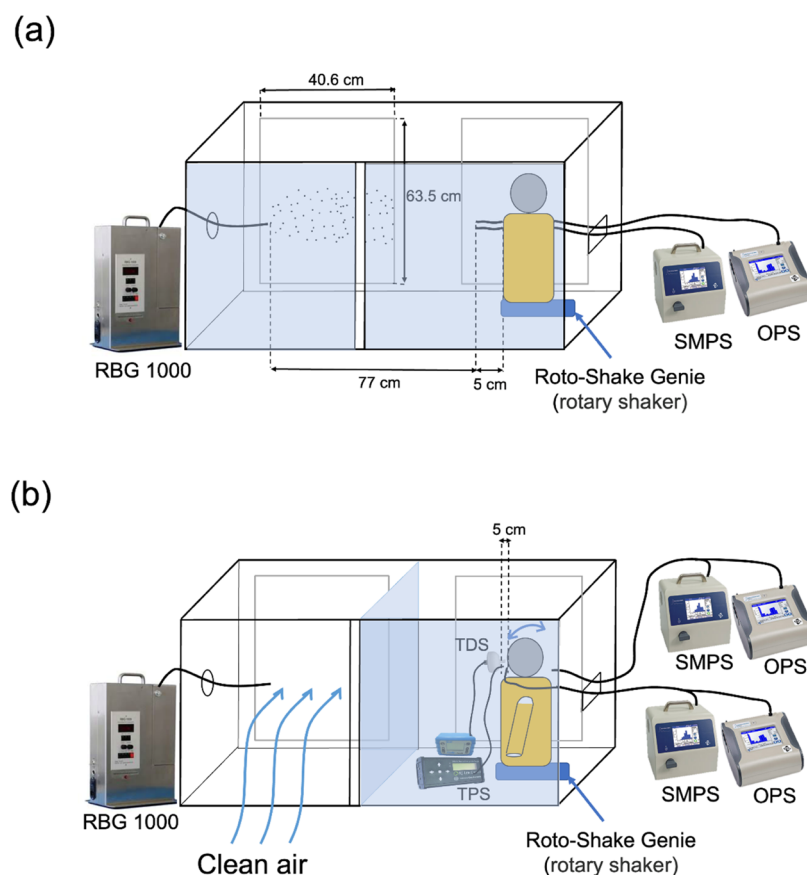 (a)
40.6 cm
63.5 cm
RBG 1000
SMPS
OPS
77 cm
5 cm
Roto-Shake Genie
(rotary shaker)
(b)
5 cm
TDS
SMPS
OPS
TPS
SMPS
OPS
RBG 1000
Clean air
Roto-Shake Genie
(rotary shaker)